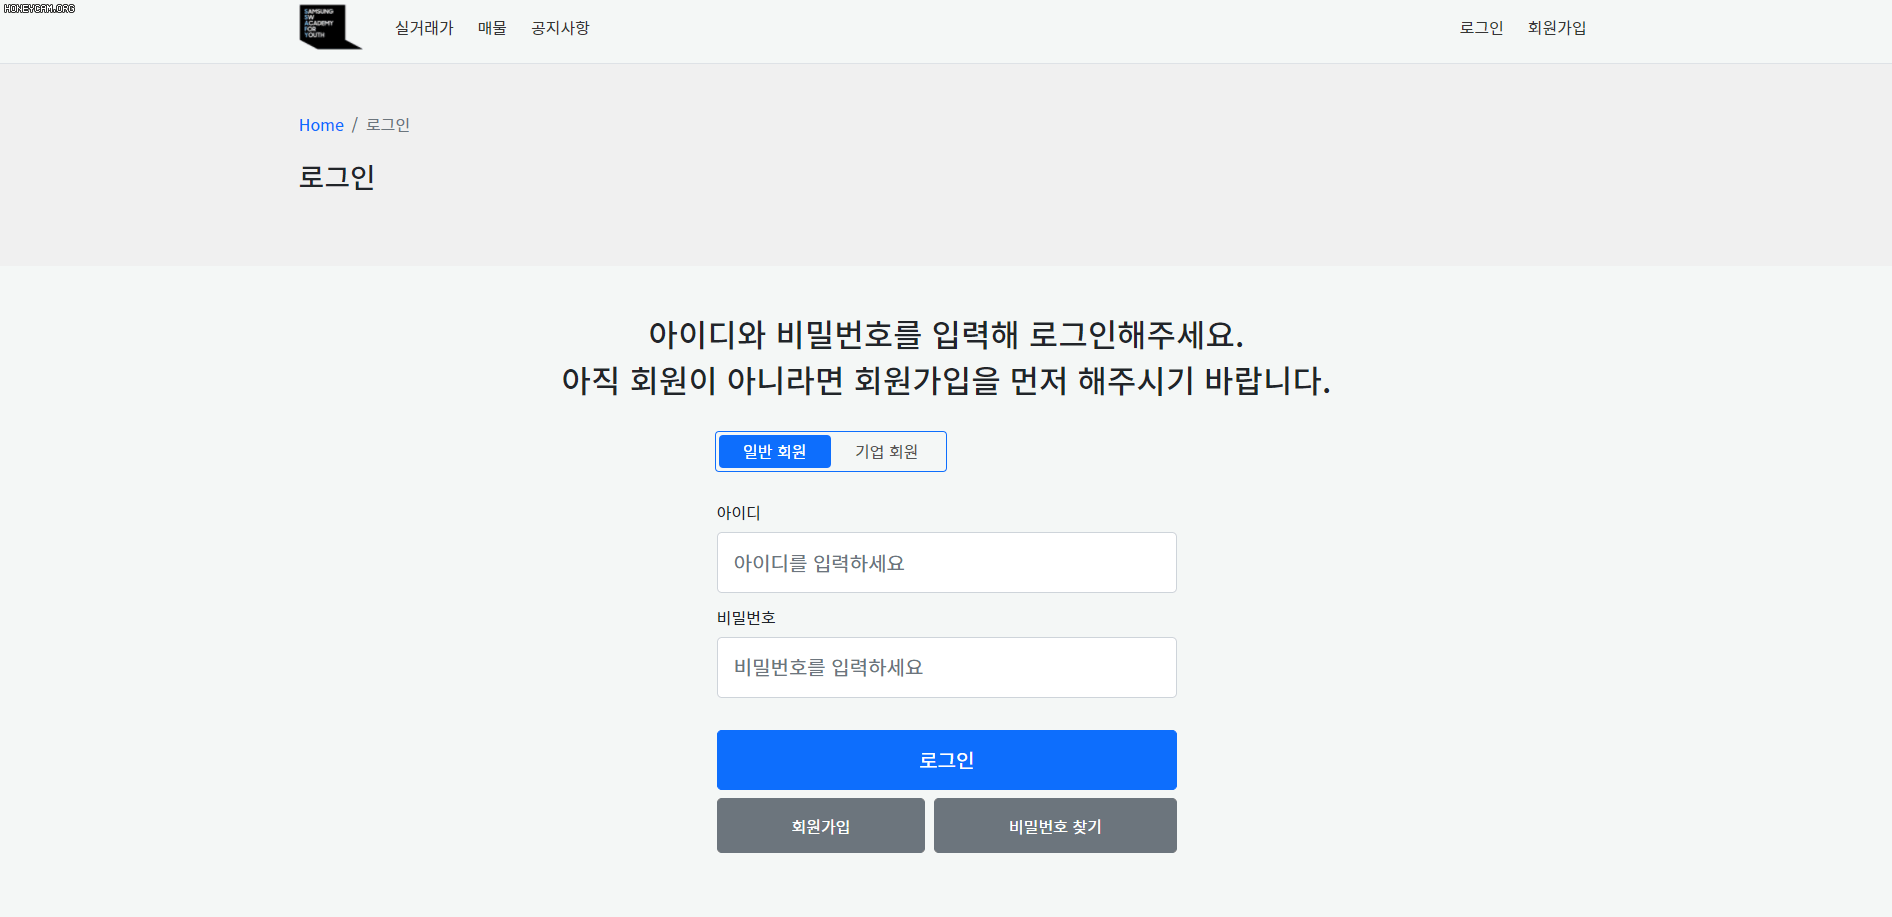 HONEYCAM.ORG
SAMSUNG
SW
ACADEMY
FOR
YOUTH
실거래가 매물 공지사항 로그인 회원가입
Home / 로그인
로그인
아이디와 비밀번호를 입력해 로그인해주세요.
아직 회원이 아니라면 회원가입을 먼저 해주시기 바랍니다.
일반 회원 기업 회원
아이디
아이디를 입력하세요
비밀번호
비밀번호를 입력하세요
로그인
회원가입 비밀번호 찾기